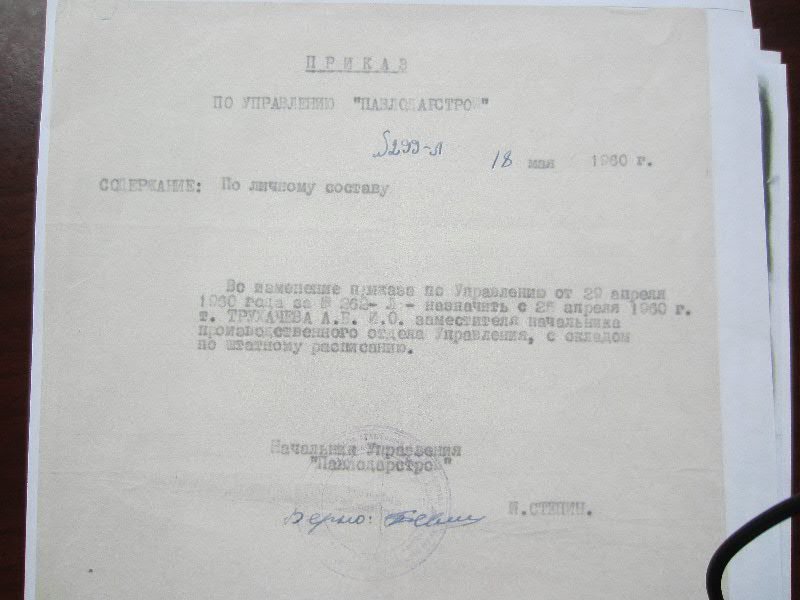 ПРИКАЗ
ПО УПРАВЛЕНИЮ "ПАВЛОДАРСТРОЙ"
№299-л 18 мая 1960 г.
СОДЕРЖАНИЕ: По личному составу
Во изменение приказа по Управлению от 29 апреля
1960 года за № 262- Л - назначить с 25 апреля 1960 г.
т. ТРУХАЧЕВА А.В. И.О. заместителя начальника
производственного отдела Управления, с окладом
по штатному расписанию.
Начальник Управления
"Павлодарстрой"
Верно:
СТЕПИН.